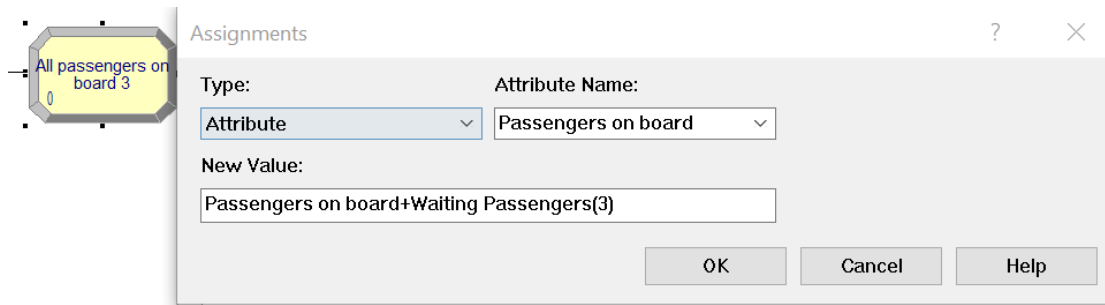 All passengers on
board 3
0
Assignments
?
Type:
Attribute Name:
Attribute
Passengers on board
New Value:
Passengers on board+Waiting Passengers(3)
OK
Cancel
Help